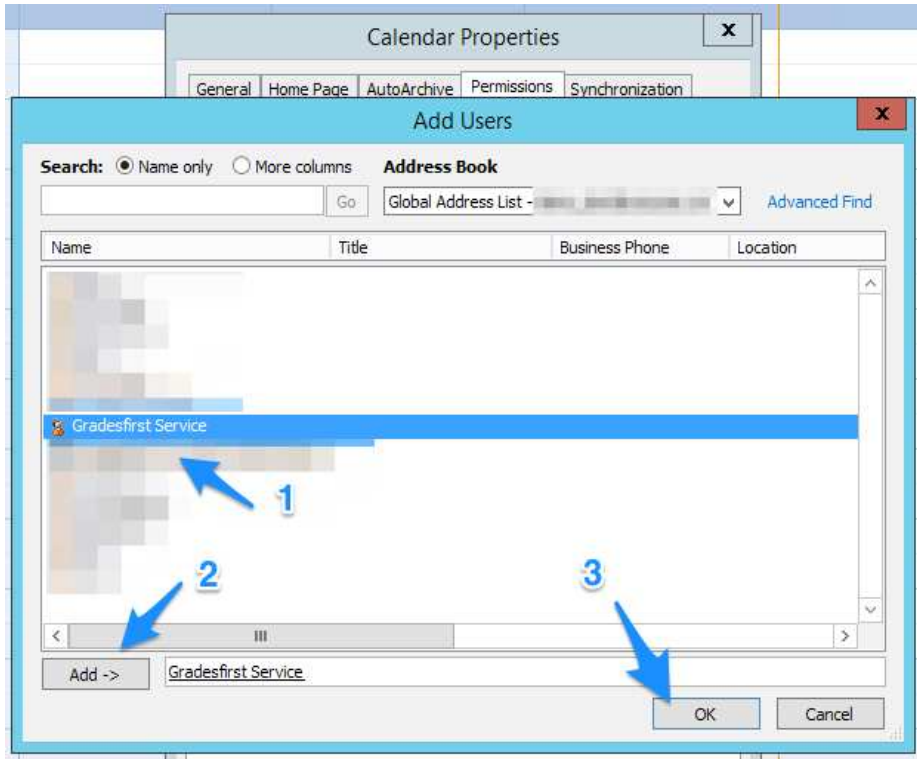 Calendar Properties
x
General Home Page AutoArchive Permissions Synchronization
Add Users
x
Search: Name only More columns Address Book
Go Global Address List - Advanced Find
Name Title Business Phone Location
Gradesfirst Service
1
2
3
Add -> Gradesfirst Service
OK Cancel